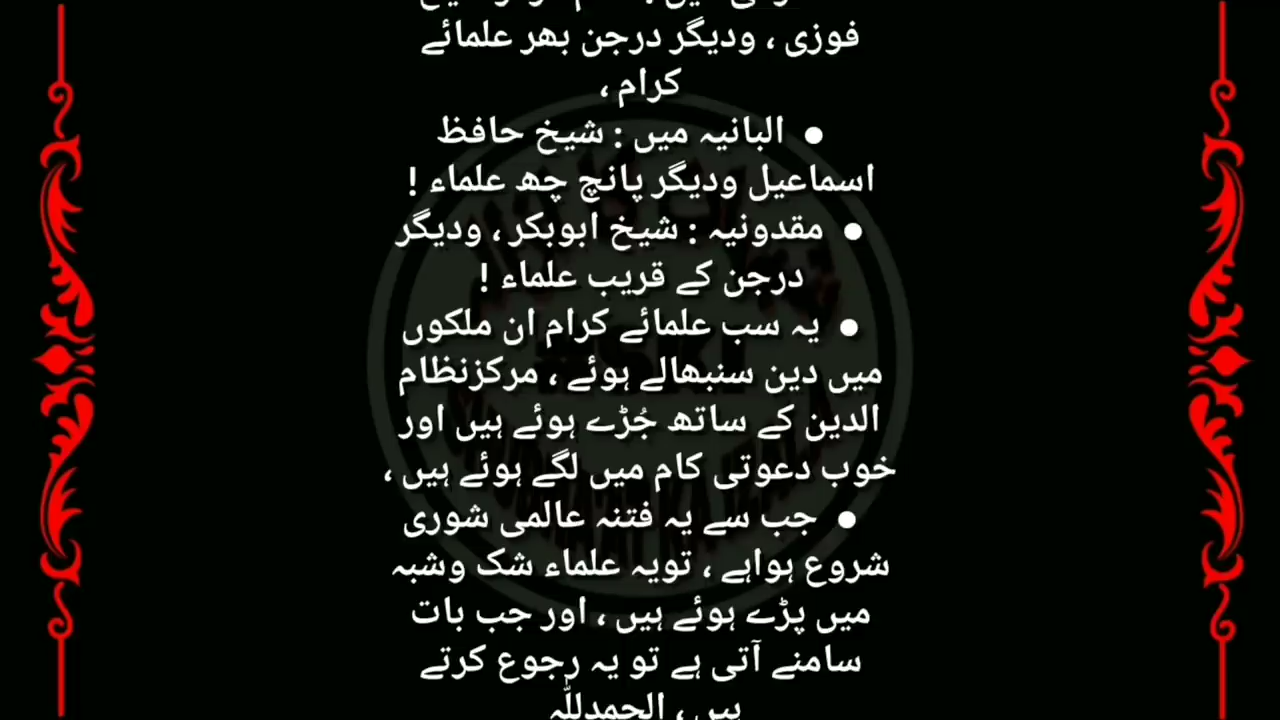 فوزی ، ودیگر درجن بھر علمائے
کرام ،
● البانیہ میں : شیخ حافظ
اسماعیل ودیگر پانچ چھ علماء !
● مقدونیہ : شیخ ابوبکر ، ودیگر
درجن کے قریب علماء !
● یہ سب علمائے کرام ان ملکوں
میں دین سنبھالے ہوئے ، مرکزنظام
الدین کے ساتھ جُڑے ہوئے ہیں اور
خوب دعوتی کام میں لگے ہوئے ہیں ،
● جب سے یہ فتنہ عالمی شوری
شروع ہواہے ، تویہ علماء شک وشبہ
میں پڑے ہوئے ہیں ، اور جب بات
سامنے آتی ہے تو یہ رجوع کرتے
ہیں ، الحمدللّٰہ